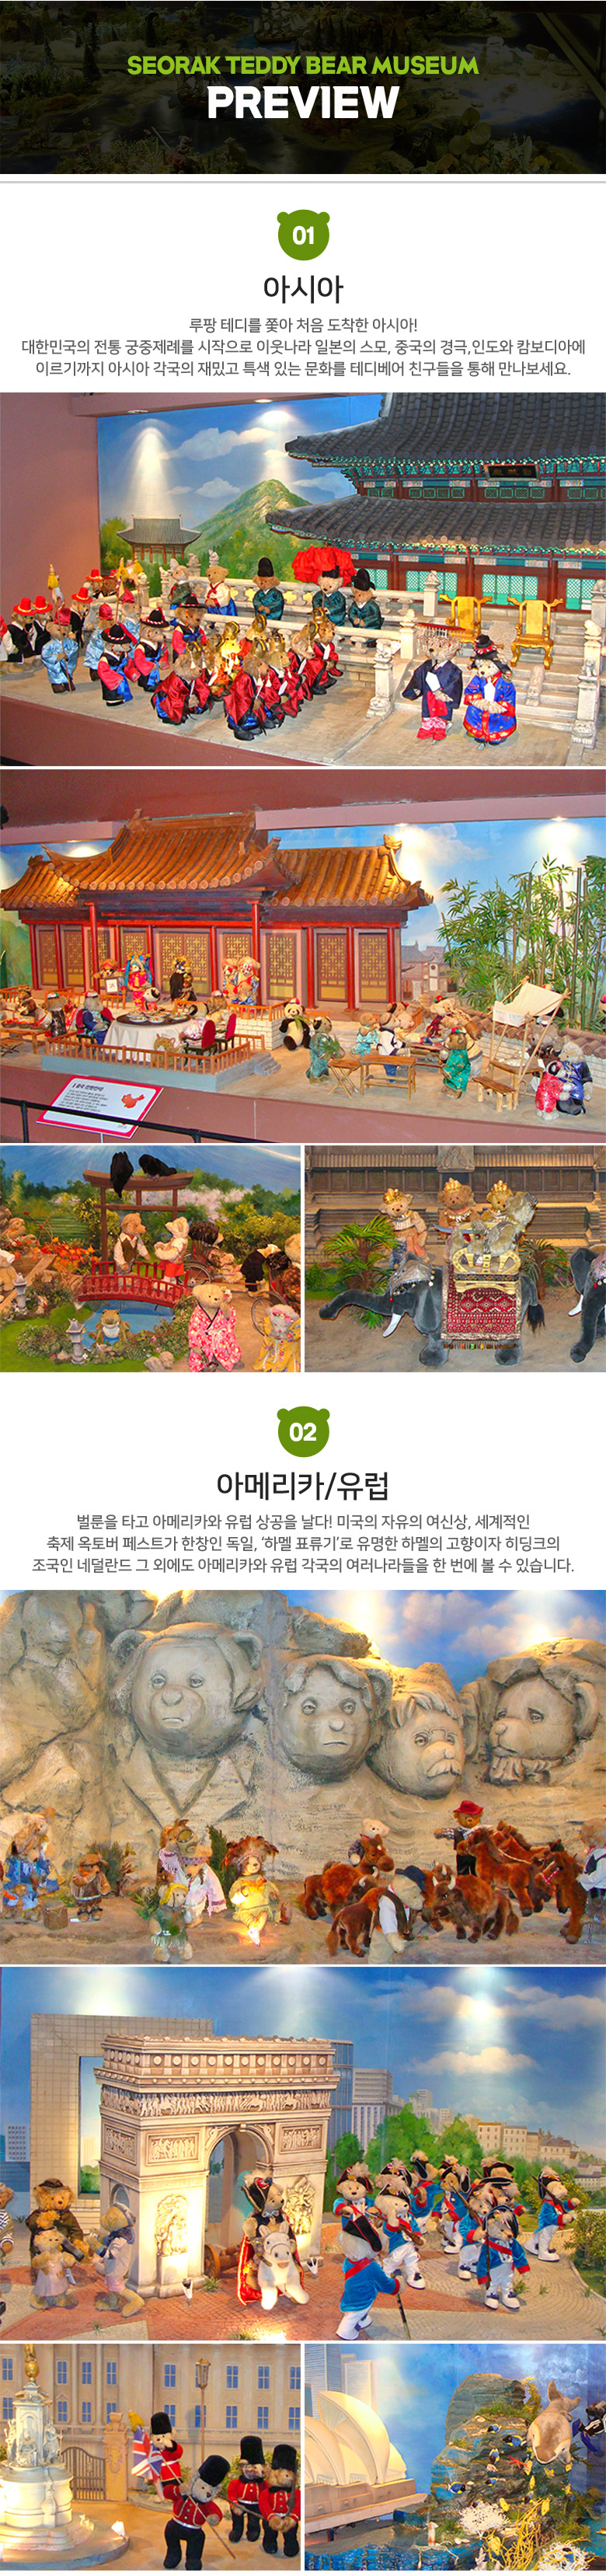 SEORAK TEDDY BEAR MUSEUM
PREVIEW
01
아시아
루팡 테디를 쫓아 처음 도착한 아시아!
대한민국의 전통 궁중제례를 시작으로 이웃나라 일본의 스모, 중국의 경극,인도와 캄보디아에
이르기까지 아시아 각국의 재밌고 특색 있는 문화를 테디베어 친구들을 통해 만나보세요.
02
아메리카/유럽
벌룬을 타고 아메리카와 유럽 상공을 날다! 미국의 자유의 여신상, 세계적인
축제 옥토버 페스트가 한창인 독일, ‘하멜 표류기’로 유명한 하멜의 고향이자 히딩크의
조국인 네덜란드 그 외에도 아메리카와 유럽 각국의 여러나라들을 한 번에 볼 수 있습니다.